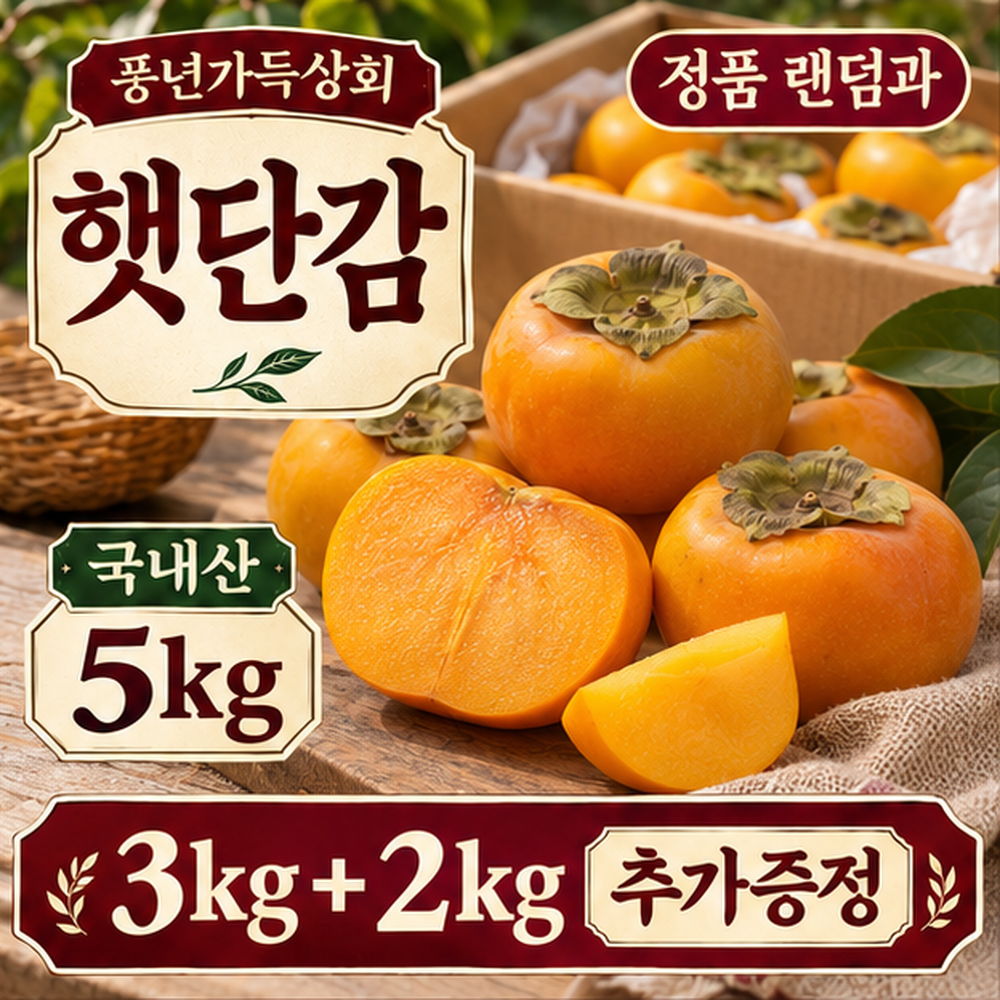 풍년가득상회
정품 랜덤과
햇단감
국내산
5kg
3kg+2kg 추가증정